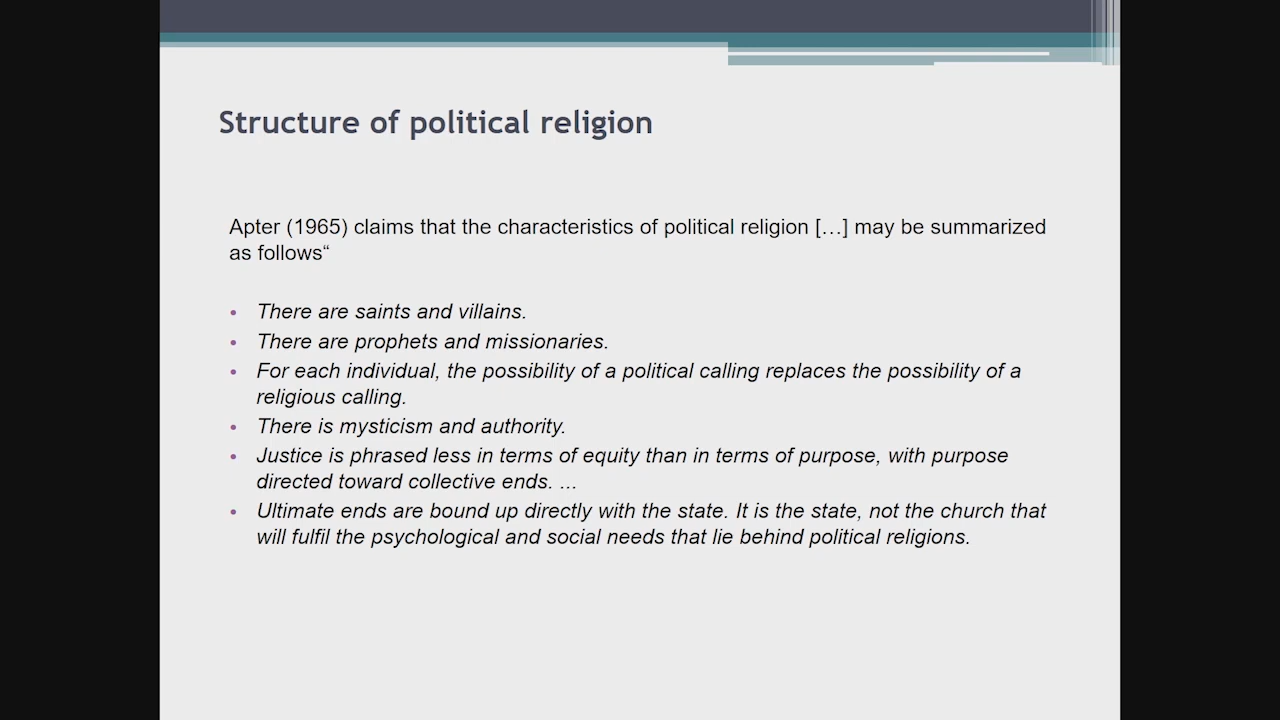 Structure of political religion
Apter (1965) claims that the characteristics of political religion […] may be summarized
as follows“
• There are saints and villains.
• There are prophets and missionaries.
• For each individual, the possibility of a political calling replaces the possibility of a
religious calling.
• There is mysticism and authority.
• Justice is phrased less in terms of equity than in terms of purpose, with purpose
directed toward collective ends. ...
• Ultimate ends are bound up directly with the state. It is the state, not the church that
will fulfil the psychological and social needs that lie behind political religions.